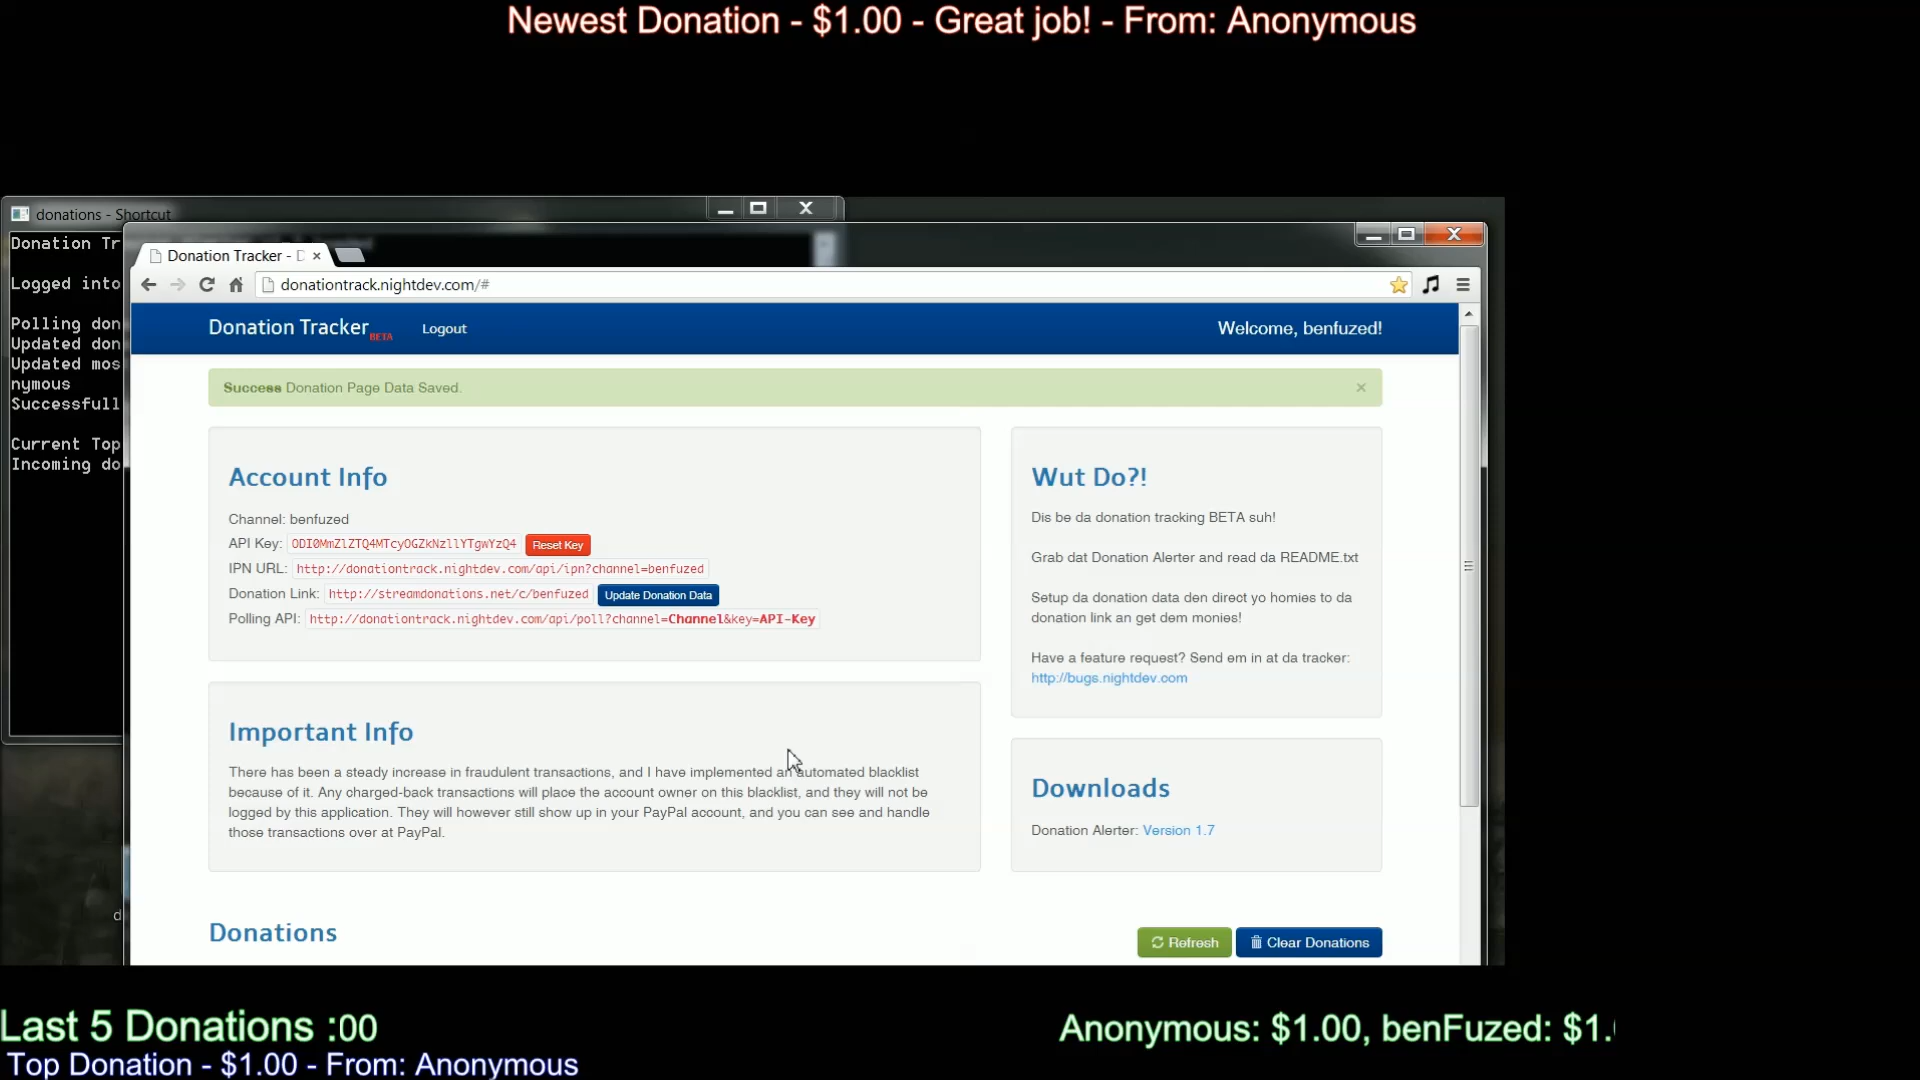 Newest Donation - $1.00 - Great job! - From: Anonymous
donations - Shortcut
Donation Tr
Logged into
Polling don
Updated don
Updated mos
nymous
Successfull
Current Top
Incoming do
Donation Tracker -
donationtrack.nightdev.com/#
Donation Tracker BETA
Logout
Welcome, benfuzed!
Success Donation Page Data Saved.
Account Info
Channel: benfuzed
API Key: ODI0MmZlZTQ4MTcyOGZkNzllYTgwYzQ4 Reset Key
IPN URL: http://donationtrack.nightdev.com/api/ipn?channel=benfuzed
Donation Link: http://streamdonations.net/c/benfuzed Update Donation Data
Polling API: http://donationtrack.nightdev.com/api/poll?channel=Channel&key=API-Key
Important Info
There has been a steady increase in fraudulent transactions, and I have implemented an automated blacklist
because of it. Any charged-back transactions will place the account owner on this blacklist, and they will not be
logged by this application. They will however still show up in your PayPal account, and you can see and handle
those transactions over at PayPal.
Wut Do?!
Dis be da donation tracking BETA suh!
Grab dat Donation Alerter and read da README.txt
Setup da donation data den direct yo homies to da
donation link an get dem monies!
Have a feature request? Send em in at da tracker:
http://bugs.nightdev.com
Downloads
Donation Alerter: Version 1.7
Donations
Refresh
Clear Donations
Last 5 Donations :00
Anonymous: $1.00, benFuzed: $1.
Top Donation - $1.00 - From: Anonymous